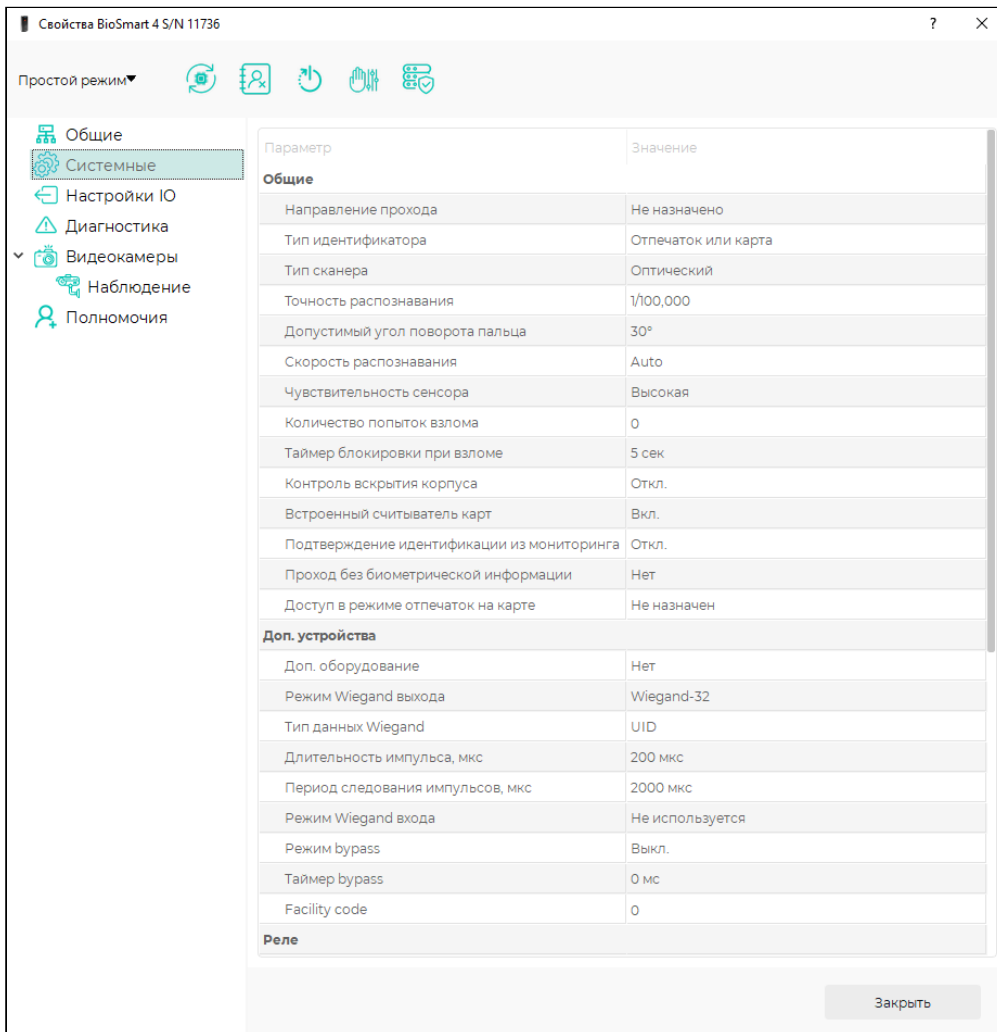 Свойства BioSmart 4 S/N 11736
?
Простой режим
Общие
Системные
Настройки IO
Диагностика
Видеокамеры
Наблюдение
Полномочия
Параметр Значение
Общие
Направление прохода Не назначено
Тип идентификатора Отпечаток или карта
Тип сканера Оптический
Точность распознавания 1/100,000
Допустимый угол поворота пальца 30°
Скорость распознавания Auto
Чувствительность сенсора Высокая
Количество попыток взлома 0
Таймер блокировки при взломе 5 сек
Контроль вскрытия корпуса Откл.
Встроенный считыватель карт Вкл.
Подтверждение идентификации из мониторинга Откл.
Проход без биометрической информации Нет
Доступ в режиме отпечаток на карте Не назначен
Доп. устройства
Доп. оборудование Нет
Режим Wiegand выхода Wiegand-32
Тип данных Wiegand UID
Длительность импульса, мкс 200 мкс
Период следования импульсов, мкс 2000 мкс
Режим Wiegand входа Не используется
Режим bypass Выкл.
Таймер bypass 0 мс
Facility code 0
Реле
Закрыть